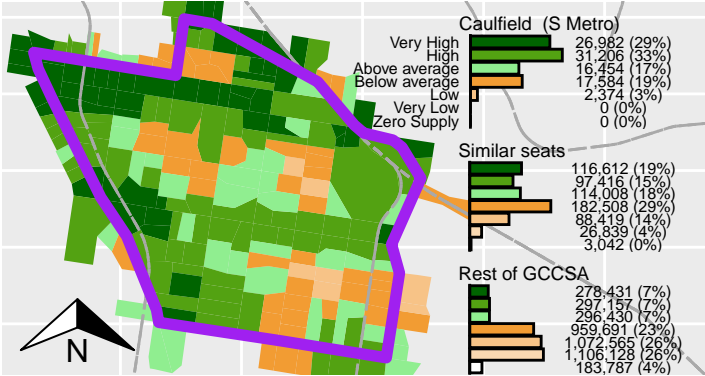 Caulfield (S Metro)
Very High 26,982 (29%)
High 31,206 (33%)
Above average 16,454 (17%)
Below average 17,584 (19%)
Low 2,374 (3%)
Very Low 0 (0%)
Zero Supply 0 (0%)
Similar seats
116,612 (19%)
97,416 (15%)
114,008 (18%)
182,508 (29%)
88,419 (14%)
26,839 (4%)
3,042 (0%)
Rest of GCCSA
278,431 (7%)
297,157 (7%)
296,430 (7%)
959,691 (23%)
1,072,565 (26%)
1,106,128 (26%)
183,787 (4%)
N